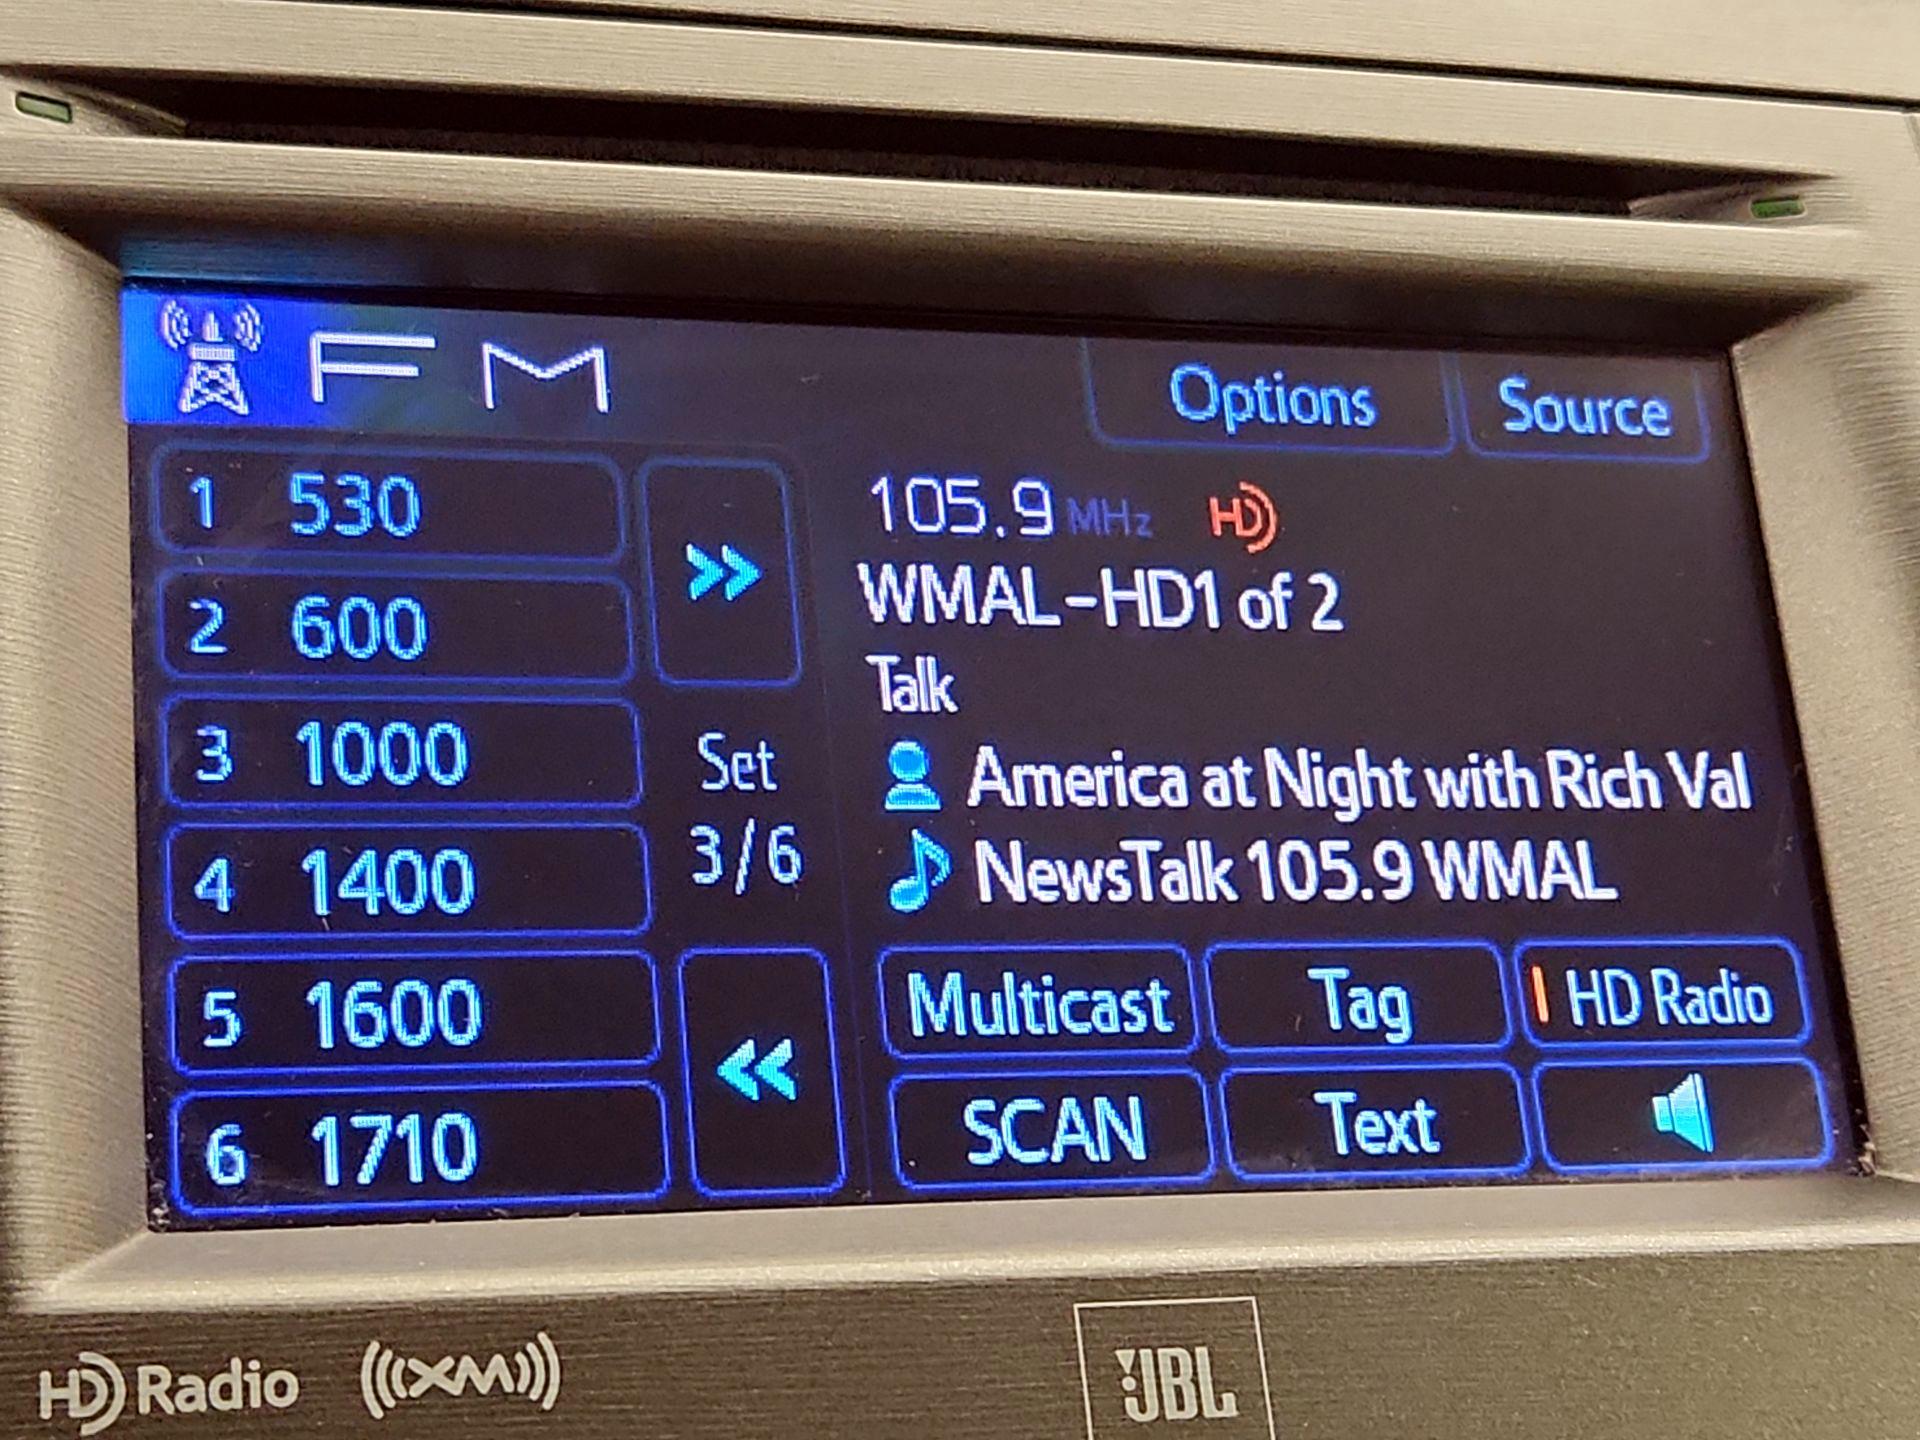 FM
Options
Source
1 530
2 600
3 1000
4 1400
5 1600
6 1710
Set
3/6
105.9 MHz HD
WMAL-HD1 of 2
Talk
America at Night with Rich Val
NewsTalk 105.9 WMAL
Multicast
Tag
HD Radio
SCAN
Text
HD Radio
XM
JBL